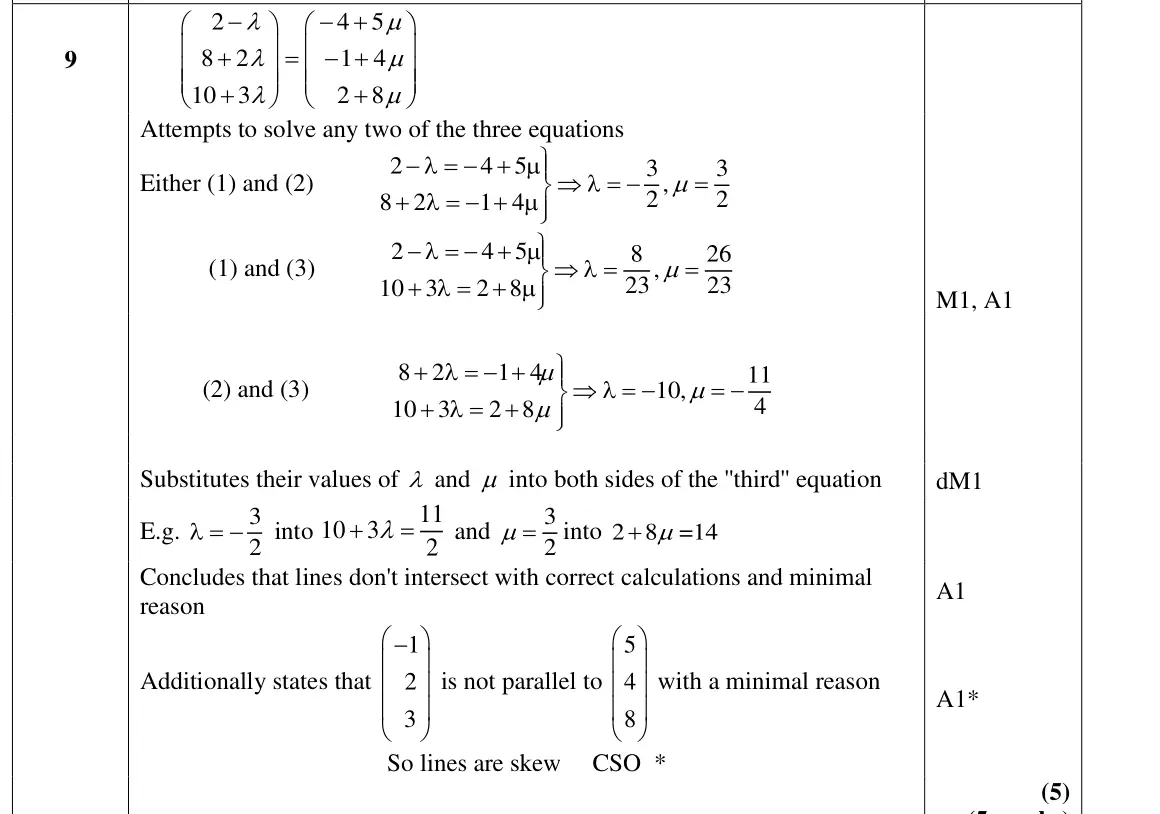 9
( 2 − λ ) = ( − 4 + 5 μ )
( 8 + 2λ ) = ( − 1 + 4 μ )
( 10 + 3λ ) = ( 2 + 8μ )
Attempts to solve any two of the three equations
Either (1) and (2) 2 − λ = − 4 + 5μ
8 + 2λ = −1 + 4μ } ⇒ λ = − 3/2 , μ = 3/2
(1) and (3) 2 − λ = − 4 + 5μ
10 + 3λ = 2 + 8μ } ⇒ λ = 8/23 , μ = 26/23
M1, A1
(2) and (3) 8 + 2λ = −1 + 4μ
10 + 3λ = 2 + 8μ } ⇒ λ = −10, μ = − 11/4
Substitutes their values of λ and μ into both sides of the "third" equation dM1
E.g. λ = − 3/2 into 10 + 3λ = 11/2 and μ = 3/2 into 2 + 8μ =14
Concludes that lines don't intersect with correct calculations and minimal
reason A1
Additionally states that ( −1 2 3 ) is not parallel to ( 5 4 8 ) with a minimal reason A1*
So lines are skew CSO *
(5)